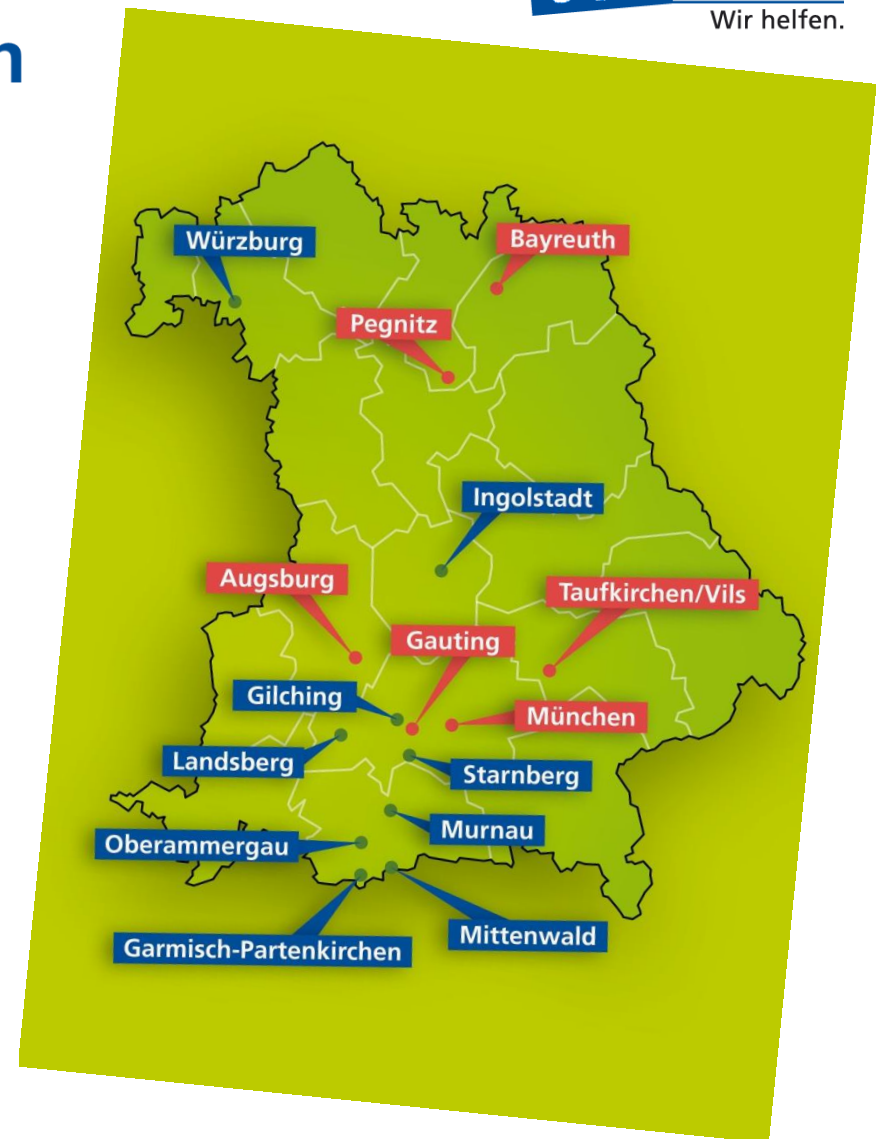 Wir helfen.
n
Würzburg
Bayreuth
Pegnitz
Ingolstadt
Augsburg
Taufkirchen/Vils
Gauting
Gilching
München
Landsberg
Starnberg
Murnau
Oberammergau
Mittenwald
Garmisch-Partenkirchen